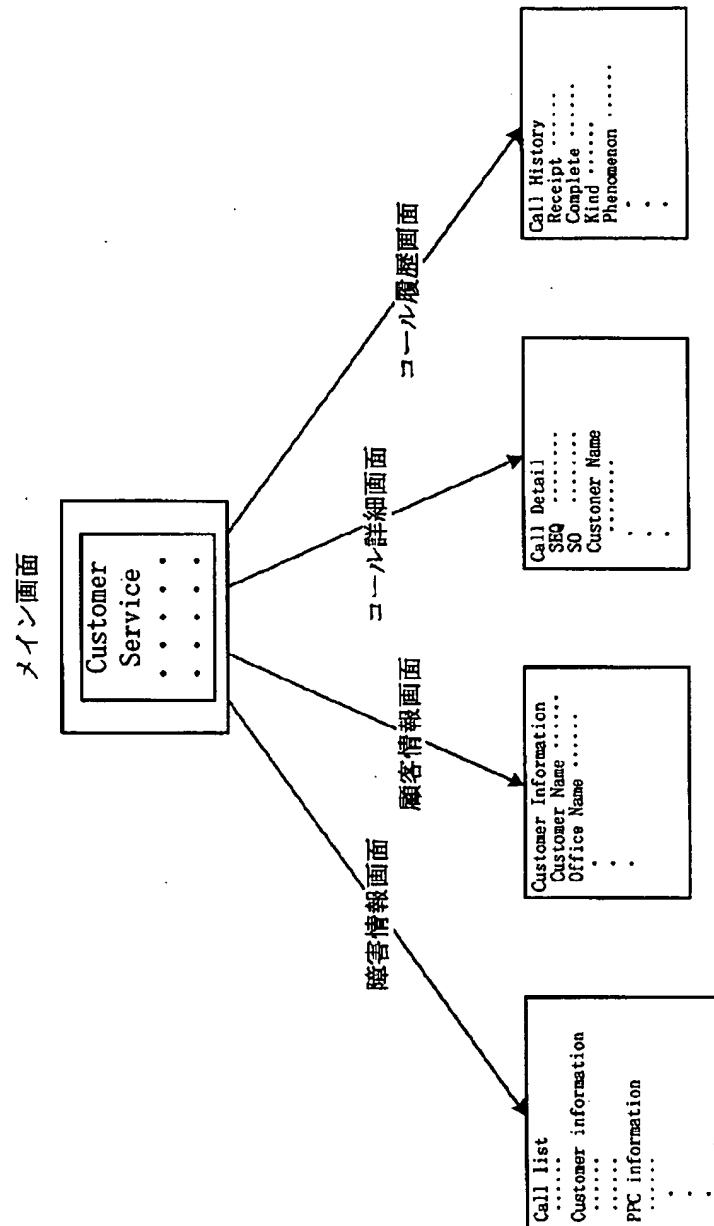 メイン画面
Customer
Service
. . . . .
. . . . .
障害情報画面
顧客情報画面
コール詳細画面
コール履歴画面
Call list
......
Customer information
......
......
PPC information
......
.
.
.
Customer Information
Customer Name ......
Office Name ......
.
.
.
Call Detail
SEQ ........
SO ........
Custoner Name
........
.
.
.
Call History
Receipt ......
Complete ......
Kind ......
Phenomenon ......
.
.
.